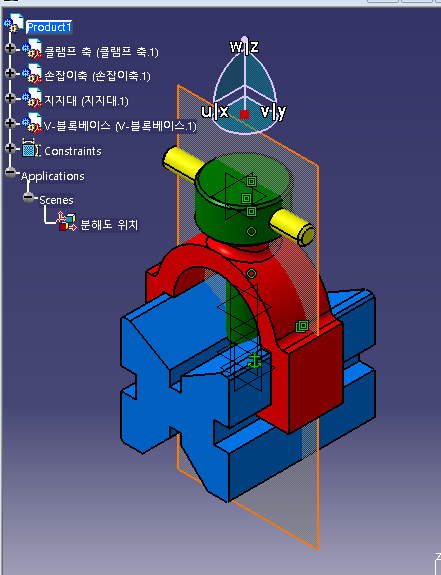 Product1
클램프 축 (클램프 축.1)
손잡이축 (손잡이축.1)
지지대 (지지대.1)
V-블록베이스 (V-블록베이스.1)
Constraints
Applications
Scenes
분해도 위치
w|z
u|x
v|y
z